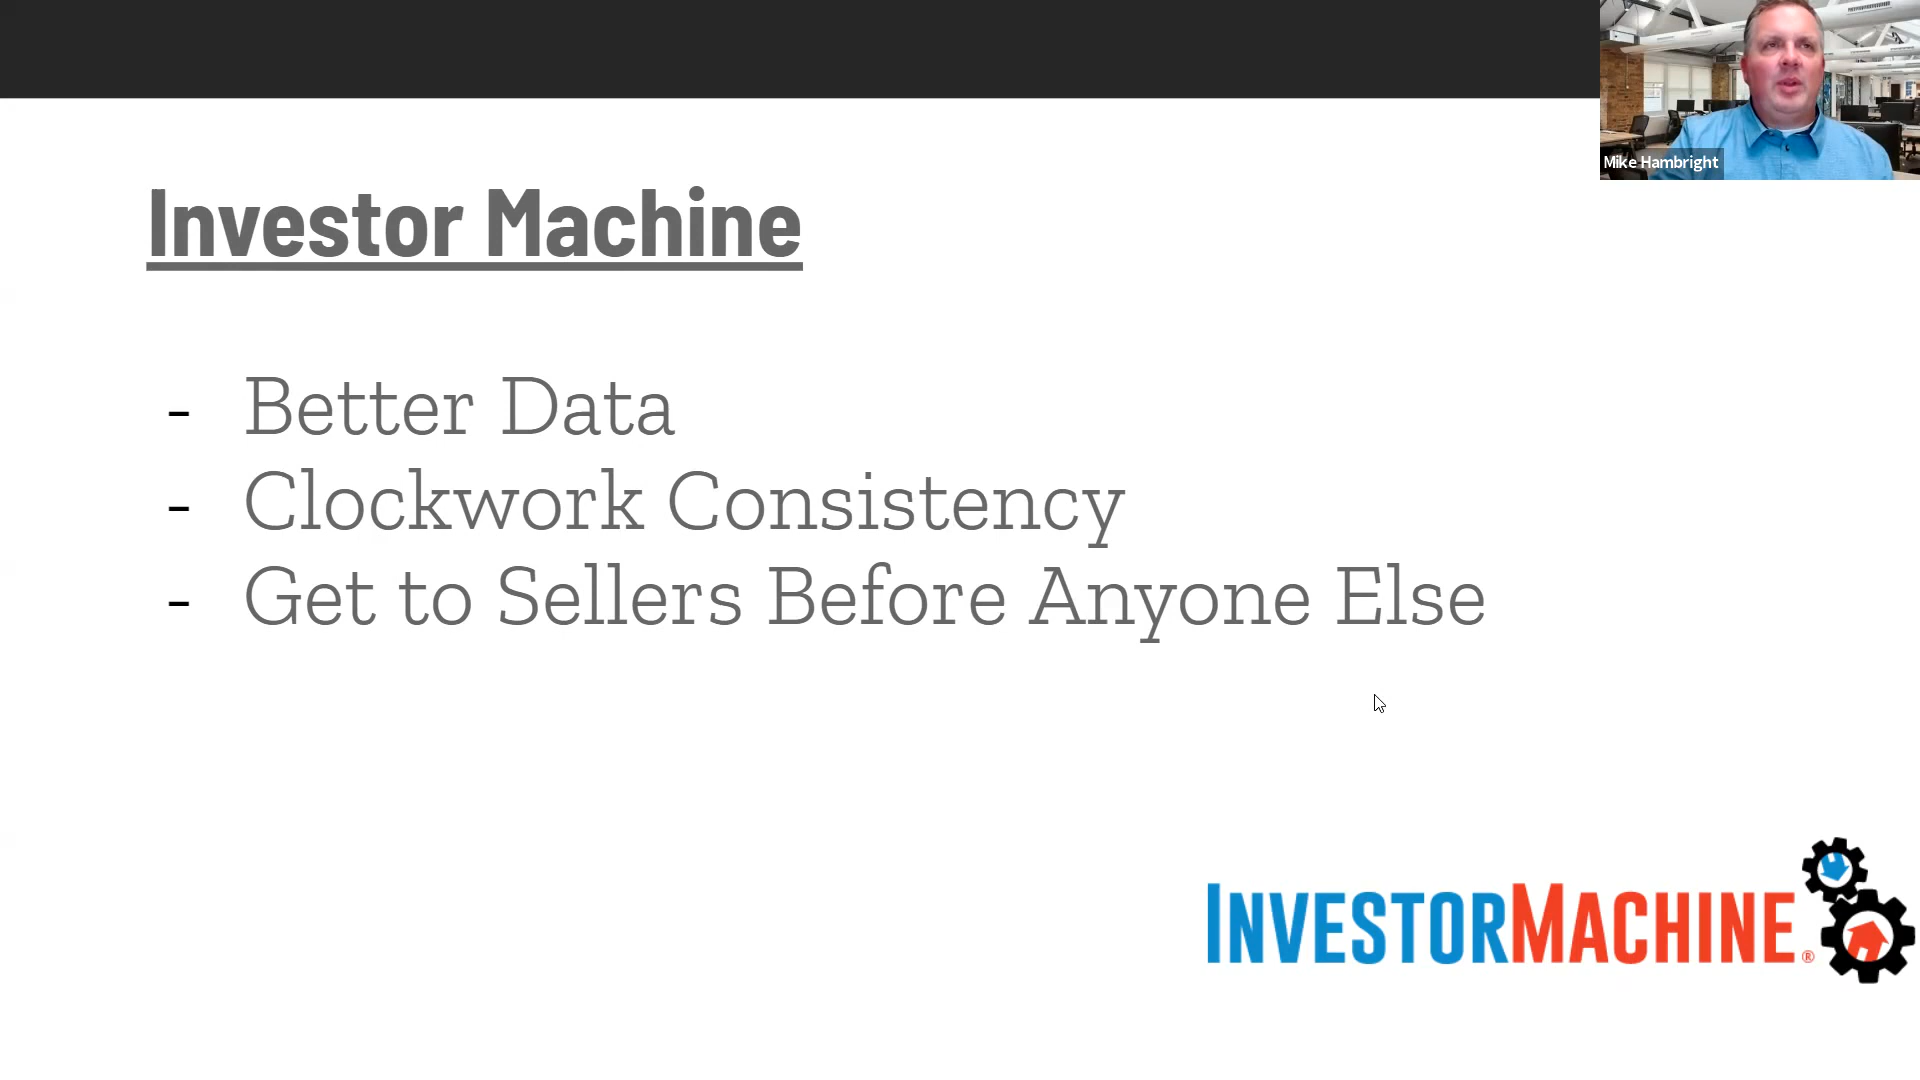 Mike Hambright
Investor Machine
- Better Data
- Clockwork Consistency
- Get to Sellers Before Anyone Else
INVESTORMACHINE®